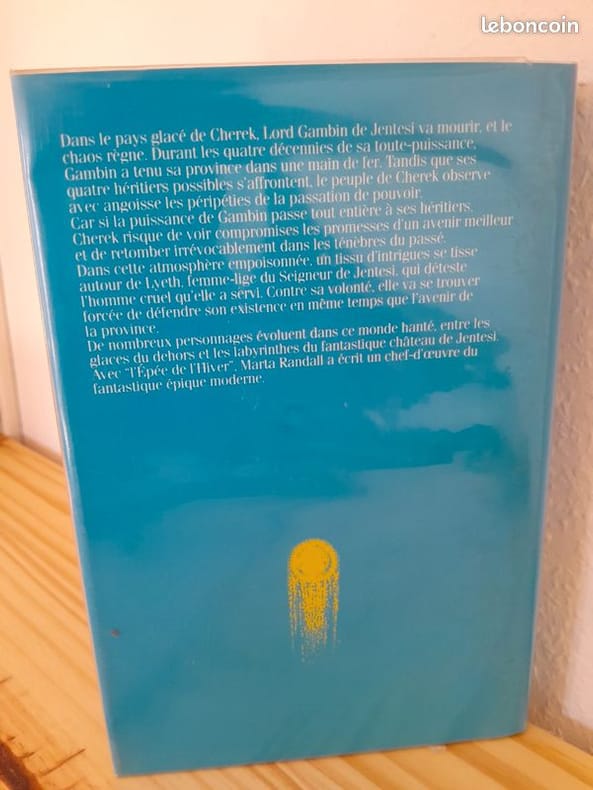 leboncoin
Dans le pays glacé de Cherek, Lord Gambin de Jentesi va mourir, et le
chaos règne. Durant les quatre décennies de sa toute-puissance,
Gambin a tenu sa province dans une main de fer. Tandis que ses
quatre héritiers possibles s'affrontent, le peuple de Cherek observe
avec angoisse les péripéties de la passation de pouvoir.
Car si la puissance de Gambin passe tout entière à ses héritiers,
Cherek risque de voir compromises les promesses d'un avenir meilleur
et de retomber irrévocablement dans les ténèbres du passé.
Dans cette atmosphère empoisonnée, un tissu d'intrigues se tisse
autour de Lyeth, femme-lige du Seigneur de Jentesi, qui déteste
l'homme cruel qu'elle a servi. Contre sa volonté, elle va se trouver
forcée de défendre son existence en même temps que l'avenir de
la province.
De nombreux personnages évoluent dans ce monde hanté, entre les
glaces du dehors et les labyrinthes du fantastique château de Jentesi.
Avec "l'Épée de l'Hiver", Marta Randall a écrit un chef-d'œuvre du
fantastique épique moderne.